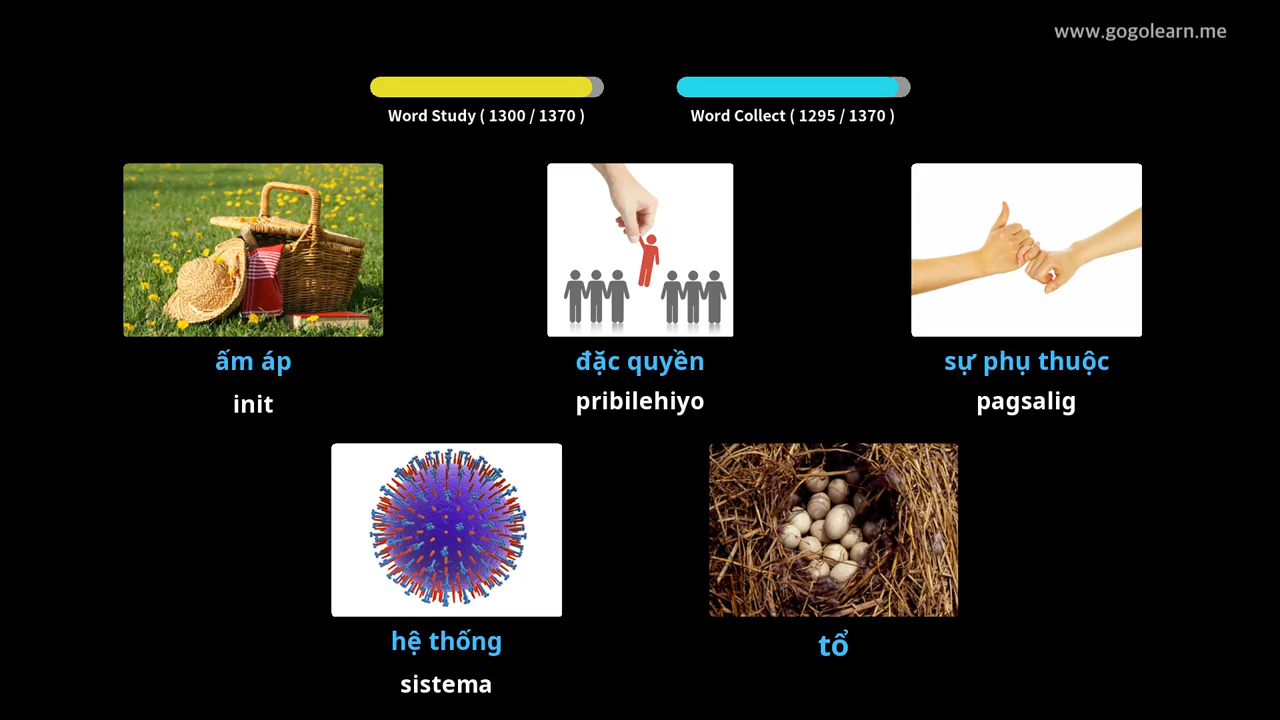 www.gogolearn.me
Word Study ( 1300 / 1370 )
Word Collect ( 1295 / 1370 )
ấm áp
đặc quyền
sự phụ thuộc
init
pribilehiyo
pagsalig
hệ thống
tổ
sistema